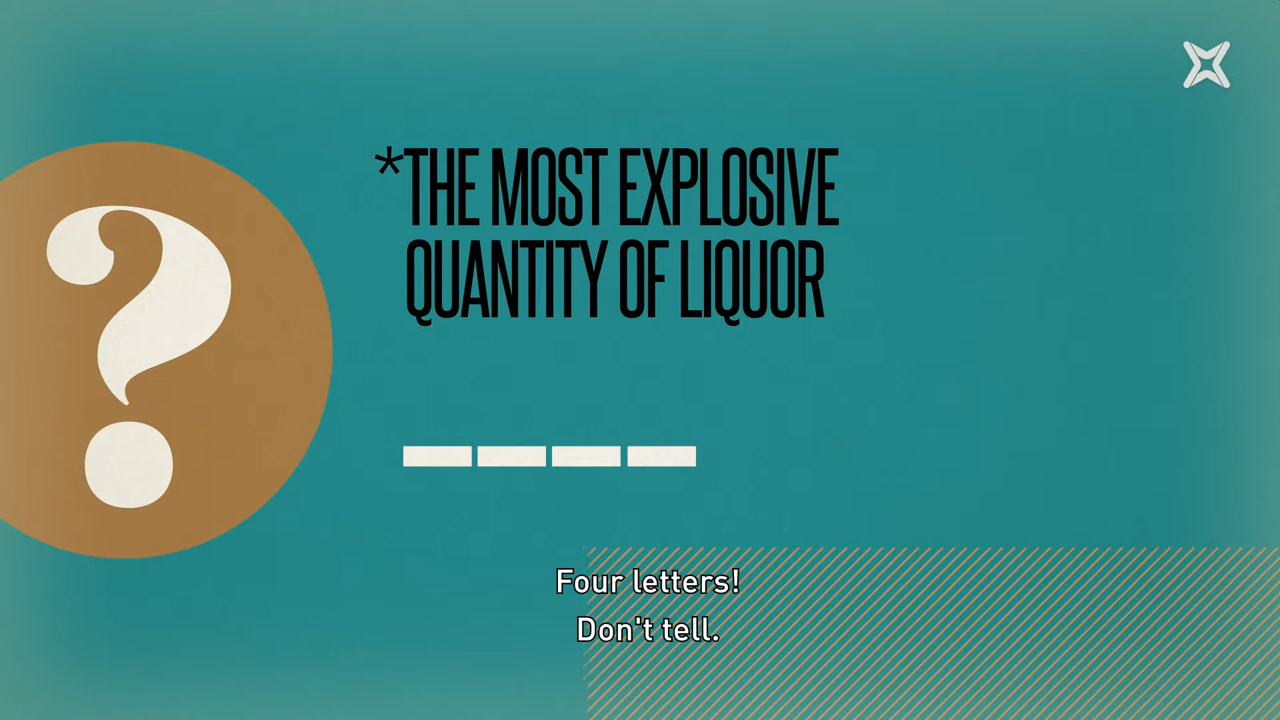 *THE MOST EXPLOSIVE
QUANTITY OF LIQUOR
?
Four letters!
Don't tell.